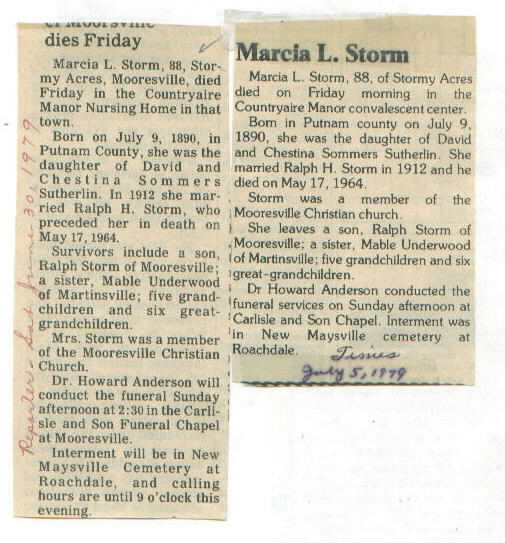 of Mooresville
dies Friday
Marcia L. Storm, 88, Stor-
my Acres, Mooresville, died
Friday in the Countryaire
Manor Nursing Home in that
town.
Born on July 9, 1890, in
Putnam County, she was the
daughter of David and
Chestina Sommers
Sutherlin. In 1912 she mar-
ried Ralph H. Storm, who
preceded her in death on
May 17, 1964.
Survivors include a son,
Ralph Storm of Mooresville;
a sister, Mable Underwood
of Martinsville; five grand-
children and six great-
grandchildren.
Mrs. Storm was a member
of the Mooresville Christian
Church.
Dr. Howard Anderson will
conduct the funeral Sunday
afternoon at 2:30 in the Carli-
sle and Son Funeral Chapel
at Mooresville.
Interment will be in New
Maysville Cemetery at
Roachdale, and calling
hours are until 9 o'clock this
evening.
Reporter - Sat June 30, 1979
Marcia L. Storm
Marcia L. Storm, 88, of Stormy Acres
died on Friday morning in the
Countryaire Manor convalescent center.
Born in Putnam county on July 9,
1890, she was the daughter of David
and Chestina Sommers Sutherlin. She
married Ralph H. Storm in 1912 and he
died on May 17, 1964.
Storm was a member of the
Mooresville Christian church.
She leaves a son, Ralph Storm of
Mooresville; a sister, Mable Underwood
of Martinsville; five grandchildren and six
great-grandchildren.
Dr Howard Anderson conducted the
funeral services on Sunday afternoon at
Carlisle and Son Chapel. Interment was
in New Maysville cemetery at
Roachdale.
Times
July 5, 1979